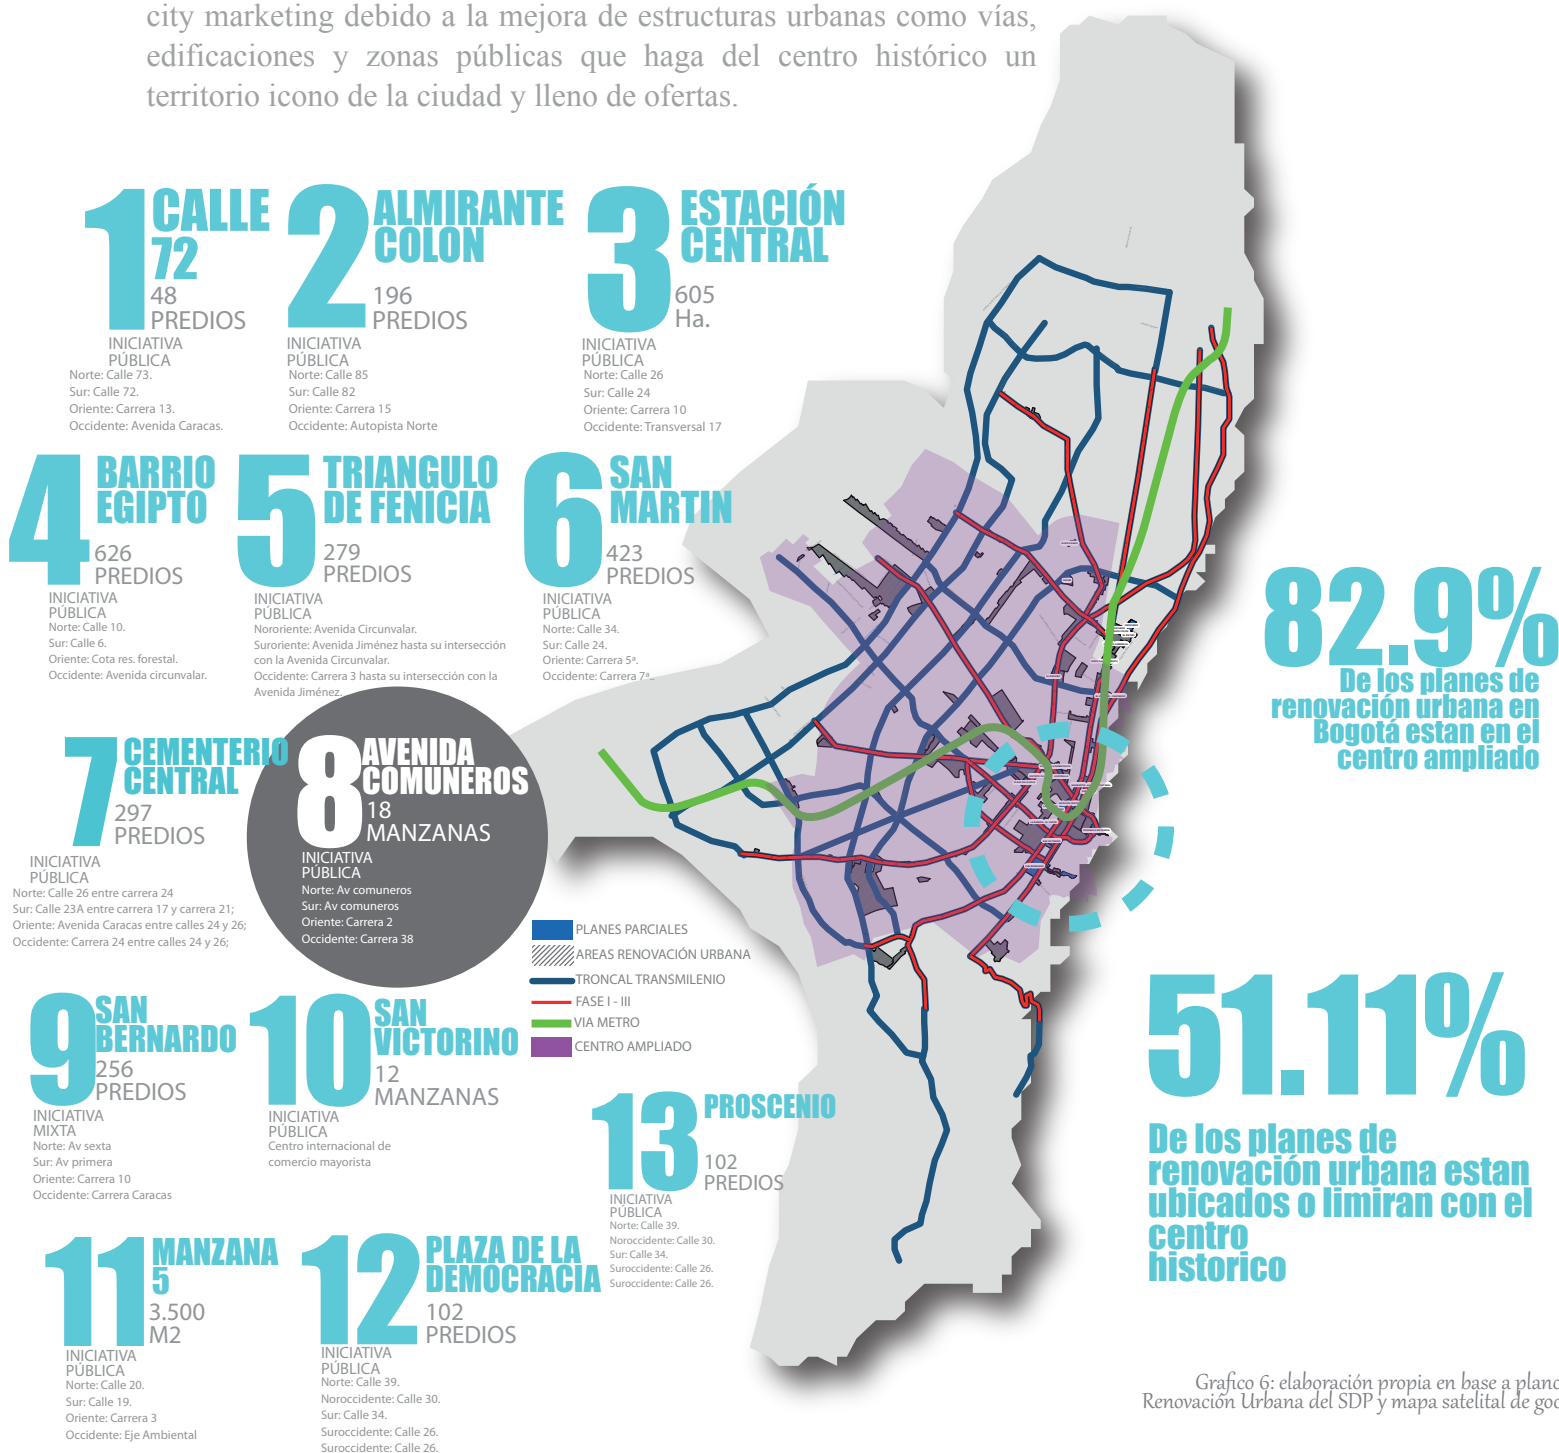 city marketing debido a la mejora de estructuras urbanas como vías,
edificaciones y zonas públicas que haga del centro histórico un
territorio icono de la ciudad y lleno de ofertas.
1
CALLE
72
48
PREDIOS
INICIATIVA
PÚBLICA
Norte: Calle 73.
Sur: Calle 72.
Oriente: Carrera 13.
Occidente: Avenida Caracas.
2
ALMIRANTE
COLON
196
PREDIOS
INICIATIVA
PÚBLICA
Norte: Calle 85
Sur: Calle 82
Oriente: Carrera 15
Occidente: Autopista Norte
3
ESTACIÓN
CENTRAL
605
Ha.
INICIATIVA
PÚBLICA
Norte: Calle 26
Sur: Calle 24
Oriente: Carrera 10
Occidente: Transversal 17
4
BARRIO
EGIPTO
626
PREDIOS
INICIATIVA
PÚBLICA
Norte: Calle 10.
Sur: Calle 6.
Oriente: Cota res. forestal.
Occidente: Avenida circunvalar.
5
TRIANGULO
DE FENICIA
279
PREDIOS
INICIATIVA
PÚBLICA
Nororiente: Avenida Circunvalar.
Suroriente: Avenida Jiménez hasta su intersección
con la Avenida Circunvalar.
Occidente: Carrera 3 hasta su intersección con la
Avenida Jiménez.
6
SAN
MARTIN
423
PREDIOS
INICIATIVA
PÚBLICA
Norte: Calle 34.
Sur: Calle 24.
Oriente: Carrera 5ª.
Occidente: Carrera 7ª..
7
CEMENTERIO
CENTRAL
297
PREDIOS
INICIATIVA
PÚBLICA
Norte: Calle 26 entre carrera 24
Sur: Calle 23A entre carrera 17 y carrera 21;
Oriente: Avenida Caracas entre calles 24 y 26;
Occidente: Carrera 24 entre calles 24 y 26;
8
AVENIDA
COMUNEROS
18
MANZANAS
INICIATIVA
PÚBLICA
Norte: Av comuneros
Sur: Av comuneros
Oriente: Carrera 2
Occidente: Carrera 38
9
SAN
BERNARDO
256
PREDIOS
INICIATIVA
MIXTA
Norte: Av sexta
Sur: Av primera
Oriente: Carrera 10
Occidente: Carrera Caracas
10
SAN
VICTORINO
12
MANZANAS
INICIATIVA
PÚBLICA
Centro internacional de
comercio mayorista
11
MANZANA
5
3.500
M2
INICIATIVA
PÚBLICA
Norte: Calle 20.
Sur: Calle 19.
Oriente: Carrera 3
Occidente: Eje Ambiental
12
PLAZA DE LA
DEMOCRACIA
102
PREDIOS
INICIATIVA
PÚBLICA
Norte: Calle 39.
Noroccidente: Calle 30.
Sur: Calle 34.
Suroccidente: Calle 26.
Suroccidente: Calle 26.
13
PROSCENIO
102
PREDIOS
INICIATIVA
PÚBLICA
Norte: Calle 39.
Noroccidente: Calle 30.
Sur: Calle 34.
Suroccidente: Calle 26.
Suroccidente: Calle 26.
PLANES PARCIALES
AREAS RENOVACIÓN URBANA
TRONCAL TRANSMILENIO
FASE I - III
VIA METRO
CENTRO AMPLIADO
82.9%
De los planes de
renovación urbana en
Bogotá estan en el
centro ampliado
51.11%
De los planes de
renovación urbana estan
ubicados o limiran con el
centro
historico
Grafico 6: elaboración propia en base a plano
Renovación Urbana del SDP y mapa satelital de goo